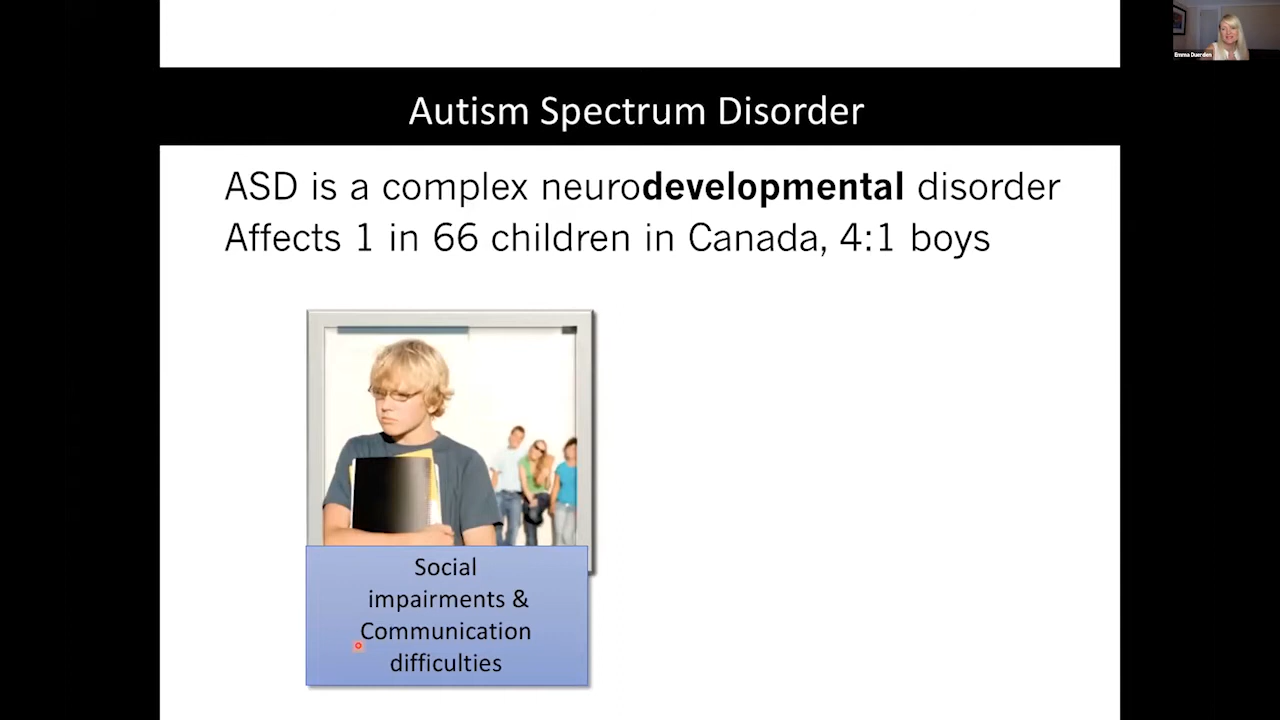 Emma Duerden
Autism Spectrum Disorder
ASD is a complex neurodevelopmental disorder
Affects 1 in 66 children in Canada, 4:1 boys
Social
impairments &
Communication
difficulties